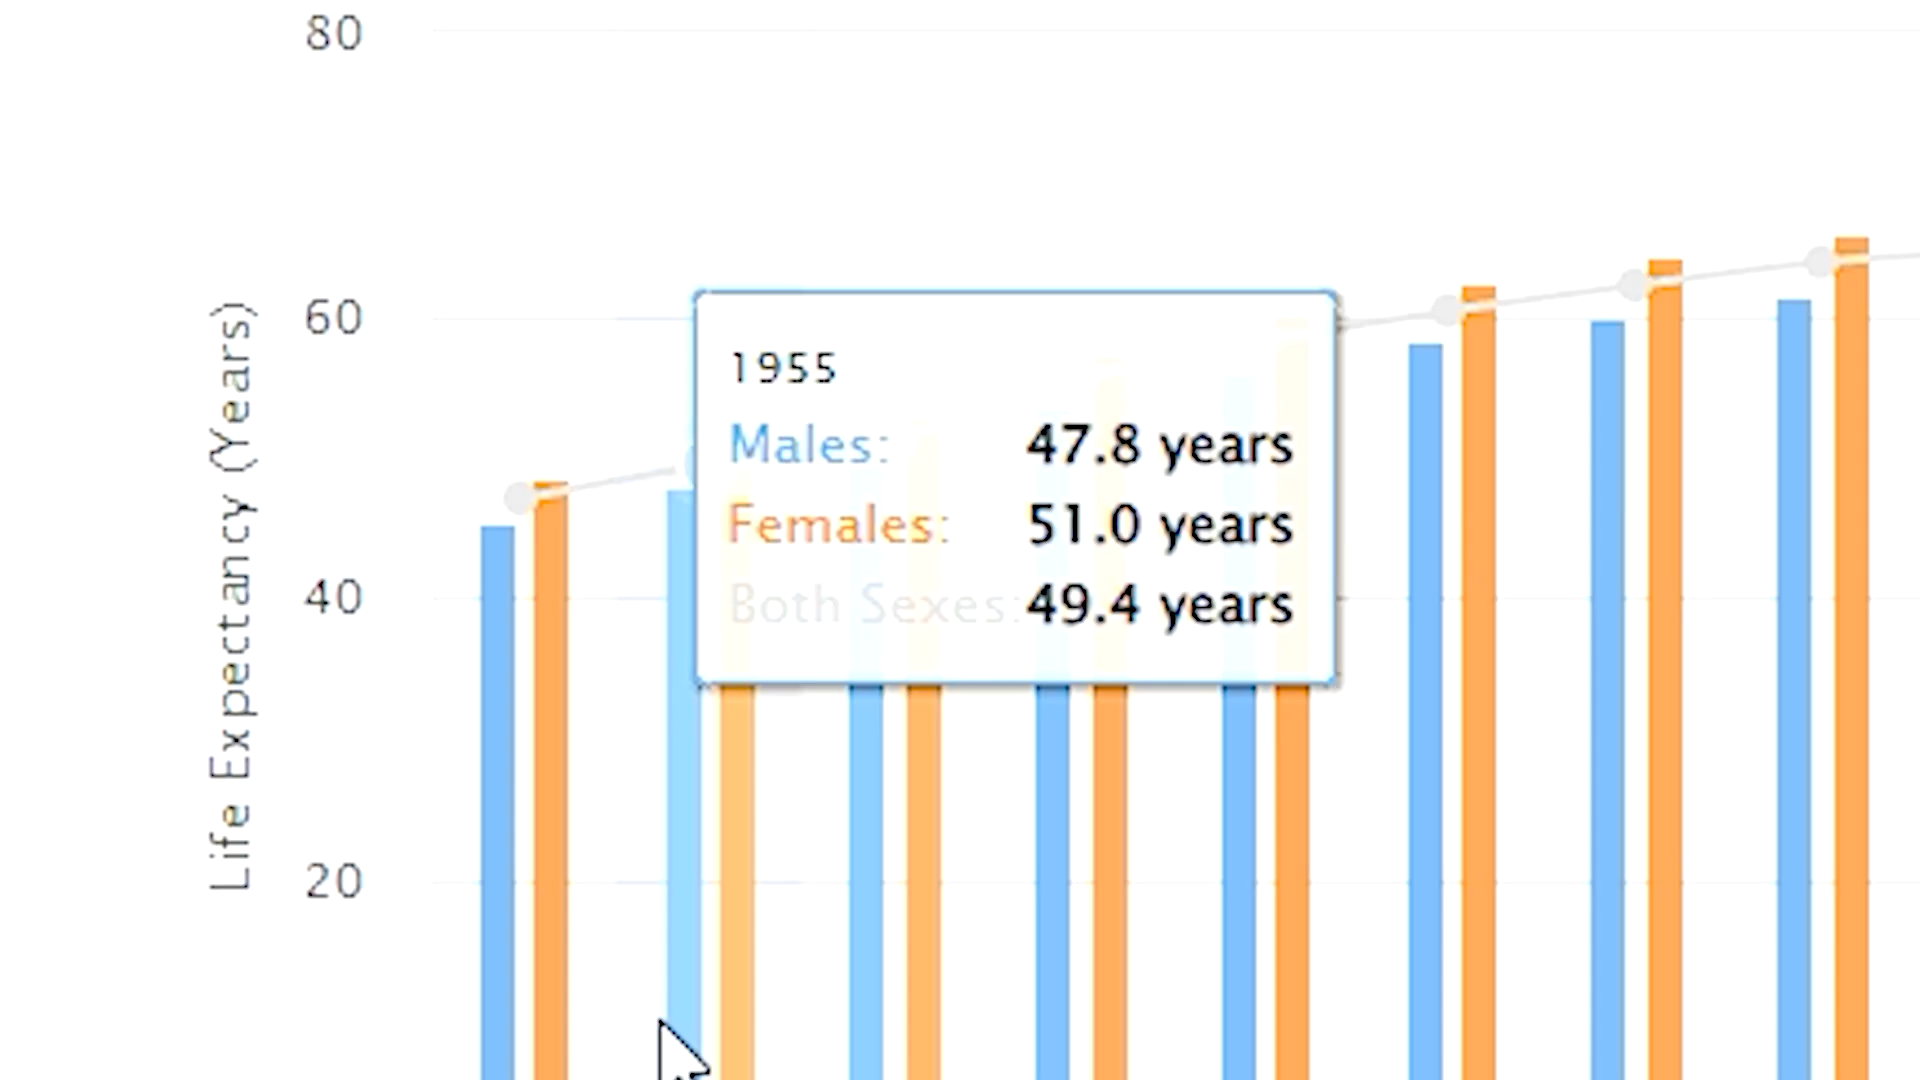 80
60
40
20
Life Expectancy (Years)
1955
Males: 47.8 years
Females: 51.0 years
Both Sexes: 49.4 years